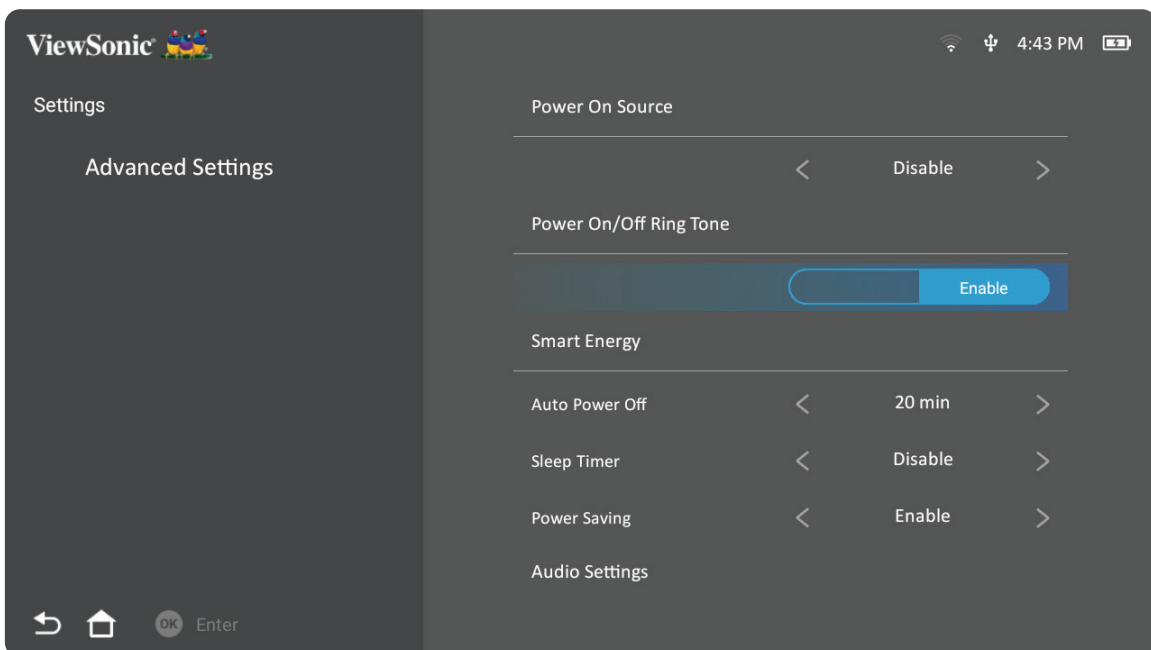 ViewSonic
4:43 PM
Settings
Advanced Settings
Power On Source
Disable
Power On/Off Ring Tone
Enable
Smart Energy
Auto Power Off 20 min
Sleep Timer Disable
Power Saving Enable
Audio Settings
OK Enter